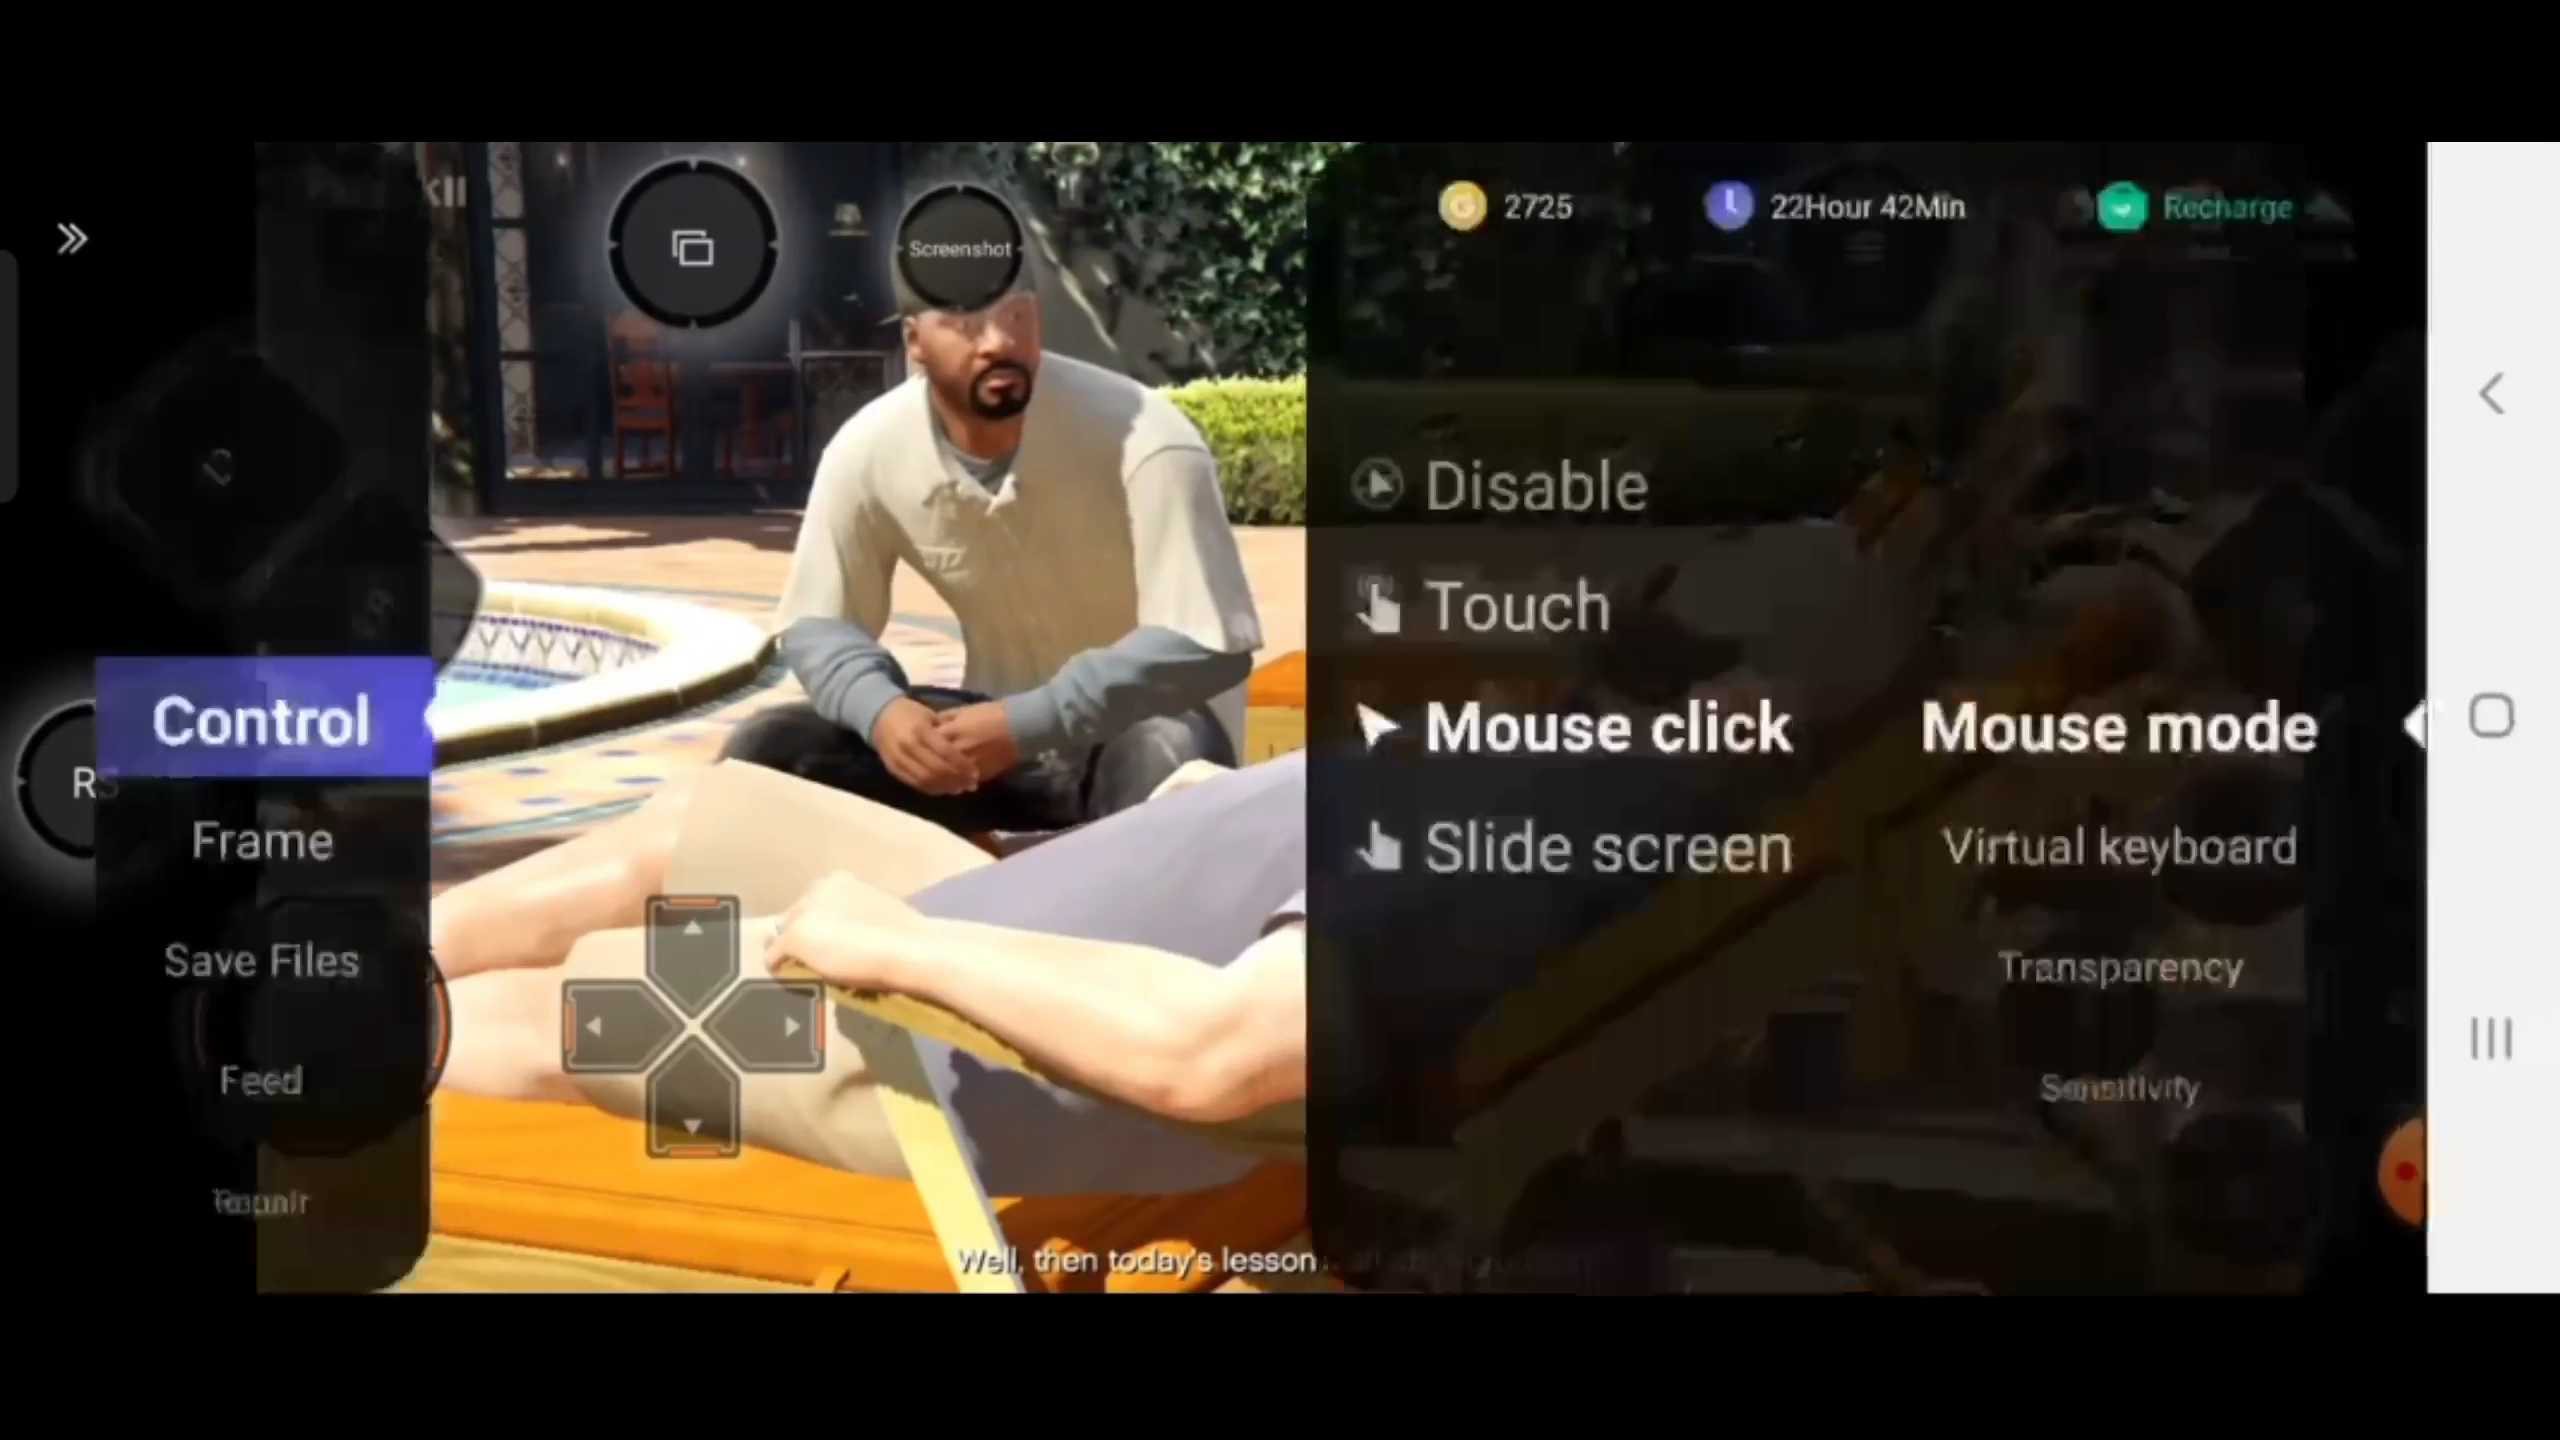 2725
22Hour 42Min
Recharge
Screenshot
Disable
Touch
Control
Mouse click
Mouse mode
RS
Frame
Slide screen
Virtual keyboard
Save Files
Transparency
Feed
Sensitivity
Well, then today's lesson